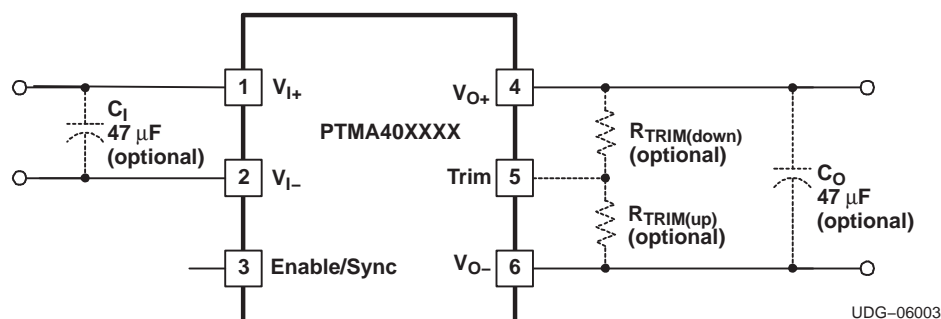 1
V_I+
C_I
47 μF
(optional)
2
V_I–
3
Enable/Sync
PTMA40XXXX
4
V_O+
Trim
5
V_O–
6
R_TRIM(down)
(optional)
R_TRIM(up)
(optional)
C_O
47 μF
(optional)
UDG–06003